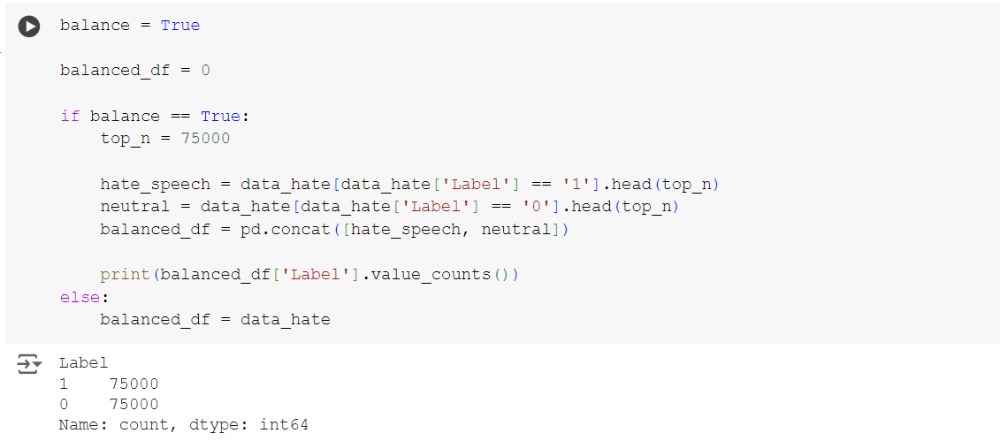 balance = True
balanced_df = 0
if balance == True:
    top_n = 75000
    hate_speech = data_hate[data_hate['Label'] == '1'].head(top_n)
    neutral = data_hate[data_hate['Label'] == '0'].head(top_n)
    balanced_df = pd.concat([hate_speech, neutral])
    print(balanced_df['Label'].value_counts())
else:
    balanced_df = data_hate
Label
1    75000
0    75000
Name: count, dtype: int64